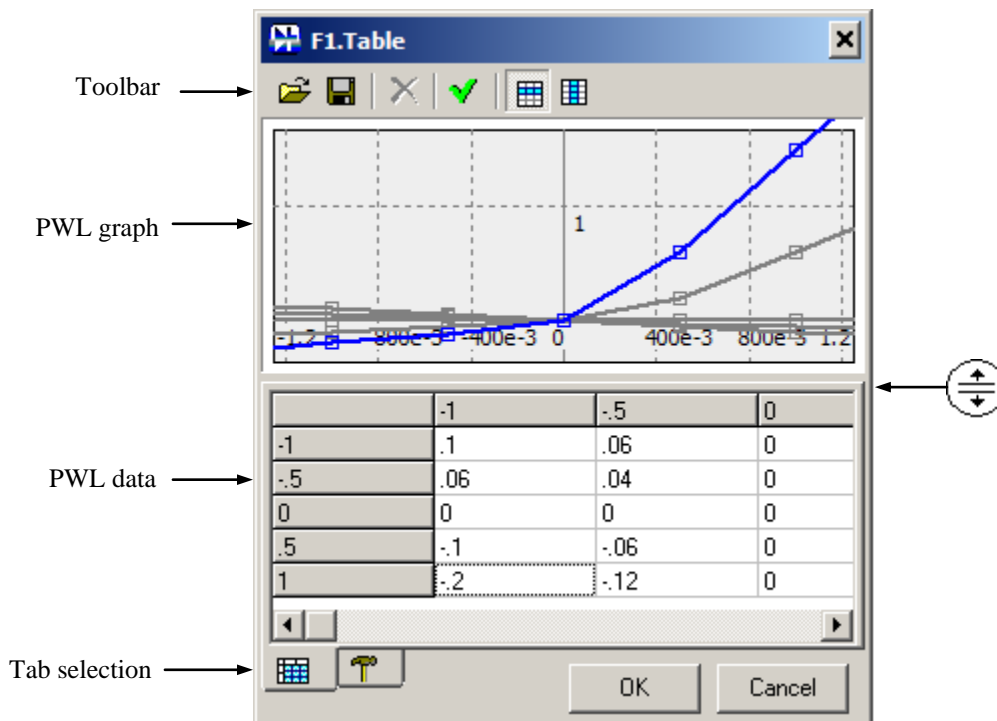 F1.Table
Toolbar
PWL graph
1
-1.2 -800e-3 -400e-3 0 400e-3 800e-3 1.2
-1 -.5 0
-1 .1 .06 0
-.5 .06 .04 0
0 0 0 0
.5 -.1 -.06 0
1 -.2 -.12 0
PWL data
Tab selection
OK Cancel